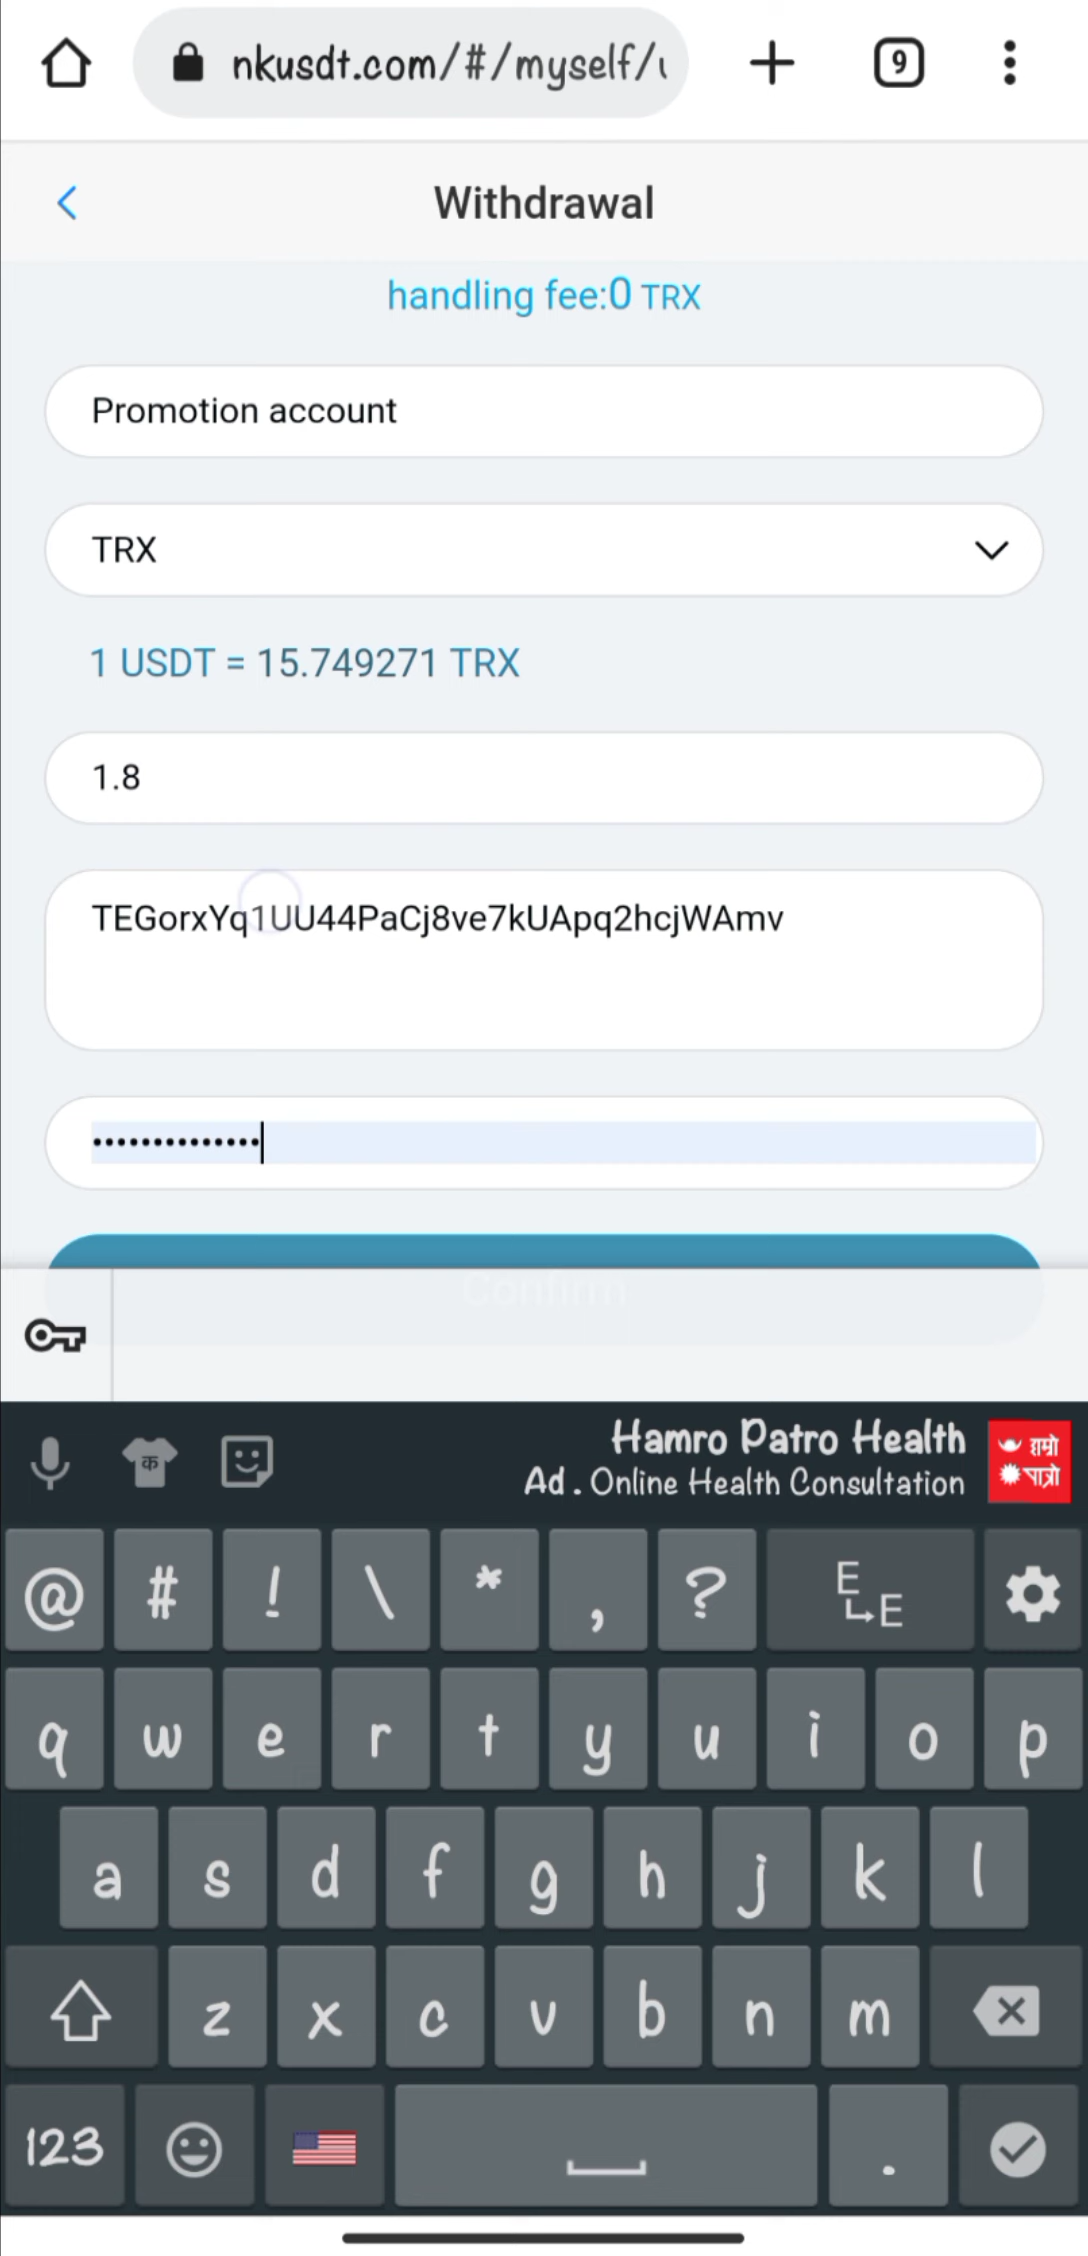 nkusdt.com/#/myself/
9
Withdrawal
handling fee:0 TRX
Promotion account
TRX
1 USDT = 15.749271 TRX
1.8
TEGorxYq1UU44PaCj8ve7kUApq2hcjWAmv
••••••••••••••
Confirm
Hamro Patro Health
Ad . Online Health Consultation
हाम्रो
पात्रो
क
@ # ! \ * , ? E E
q w e r t y u i o p
a s d f g h j k l
z x c v b n m
123 .